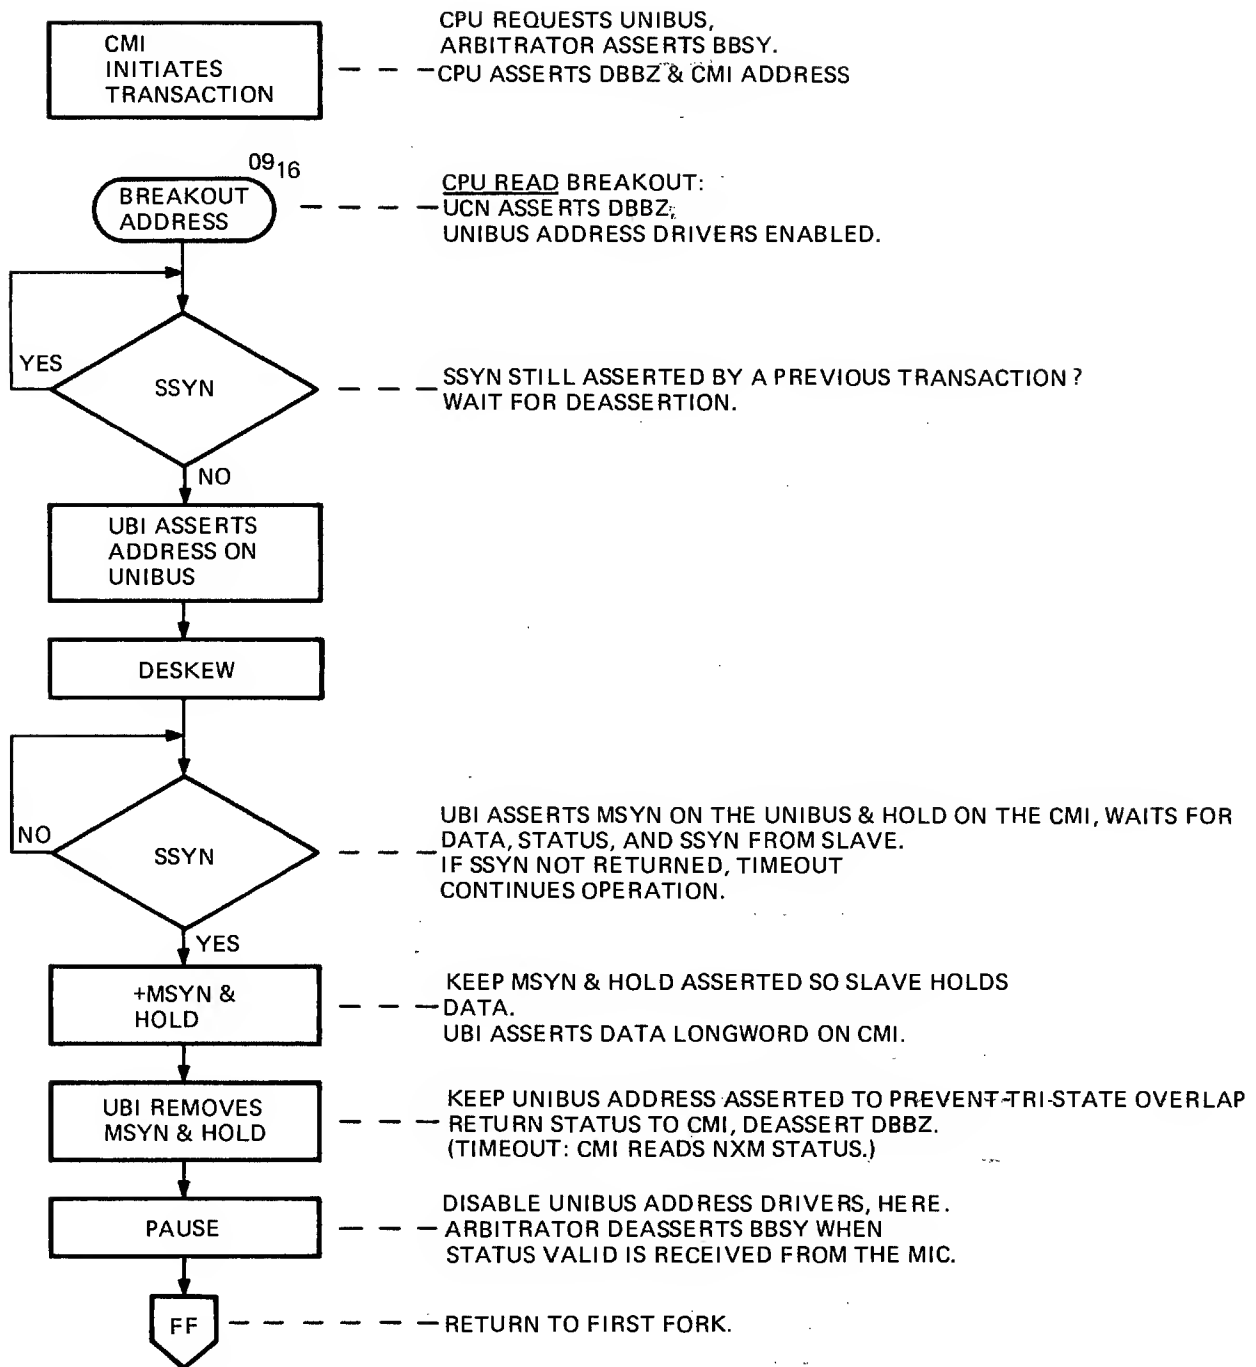 CMI
INITIATES
TRANSACTION
CPU REQUESTS UNIBUS,
ARBITRATOR ASSERTS BBSY.
CPU ASSERTS DBBZ & CMI ADDRESS
09₁₆
BREAKOUT
ADDRESS
CPU READ BREAKOUT:
UCN ASSERTS DBBZ,
UNIBUS ADDRESS DRIVERS ENABLED.
YES
SSYN
SSYN STILL ASSERTED BY A PREVIOUS TRANSACTION ?
WAIT FOR DEASSERTION.
NO
UBI ASSERTS
ADDRESS ON
UNIBUS
DESKEW
NO
SSYN
UBI ASSERTS MSYN ON THE UNIBUS & HOLD ON THE CMI, WAITS FOR
DATA, STATUS, AND SSYN FROM SLAVE.
IF SSYN NOT RETURNED, TIMEOUT
CONTINUES OPERATION.
YES
+MSYN &
HOLD
KEEP MSYN & HOLD ASSERTED SO SLAVE HOLDS
DATA.
UBI ASSERTS DATA LONGWORD ON CMI.
UBI REMOVES
MSYN & HOLD
KEEP UNIBUS ADDRESS ASSERTED TO PREVENT TRI-STATE OVERLAP
RETURN STATUS TO CMI, DEASSERT DBBZ.
(TIMEOUT: CMI READS NXM STATUS.)
PAUSE
DISABLE UNIBUS ADDRESS DRIVERS, HERE.
ARBITRATOR DEASSERTS BBSY WHEN
STATUS VALID IS RECEIVED FROM THE MIC.
FF
RETURN TO FIRST FORK.